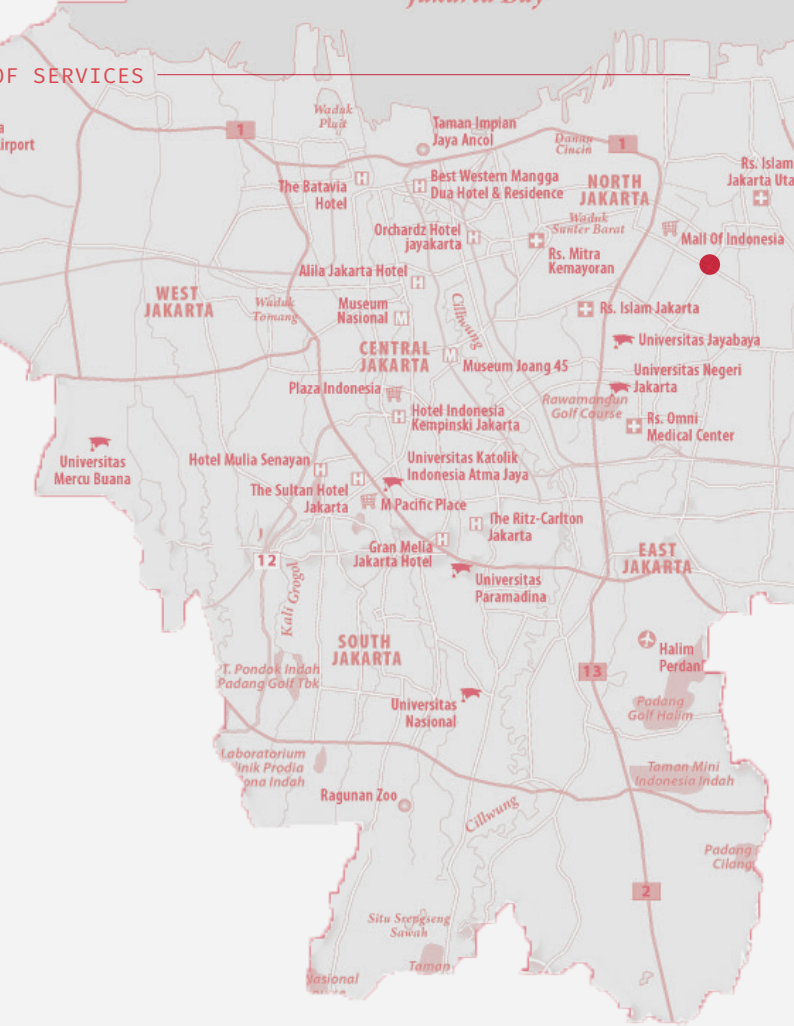 Jakarta Bay
OF SERVICES
Waduk
Pluit
Taman Impian
Jaya Ancol
1
Danau
Cincin
1
irport
The Batavia
Hotel
Best Western Mangga
Dua Hotel & Residence
NORTH
JAKARTA
Rs. Islam
Jakarta Uta
Orchardz Hotel
jayakarta
Waduk
Sunter Barat
Mall Of Indonesia
Rs. Mitra
Kemayoran
Alila Jakarta Hotel
WEST
JAKARTA
Waduk
Tomang
Museum
Nasional
Ciliwung
Rs. Islam Jakarta
Universitas Jayabaya
CENTRAL
JAKARTA
Museum Joang 45
Universitas Negeri
Jakarta
Plaza Indonesia
Rawamangun
Golf Course
Hotel Indonesia
Kempinski Jakarta
Rs. Omni
Medical Center
Universitas
Mercu Buana
Hotel Mulia Senayan
Universitas Katolik
Indonesia Atma Jaya
The Sultan Hotel
Jakarta
M Pacific Place
The Ritz-Carlton
Jakarta
Gran Melia
Jakarta Hotel
12
EAST
JAKARTA
Universitas
Paramadina
Kali Grogol
SOUTH
JAKARTA
Halim
Perdan
T. Pondok Indah
Padang Golf Tbk
13
Universitas
Nasional
Padang
Golf Halim
Laboratorium
inik Prodia
ona Indah
Taman Mini
Indonesia Indah
Ragunan Zoo
Cillwung
Padang
Cilang
2
Situ Srengseng
Sawah
Taman
Nasional